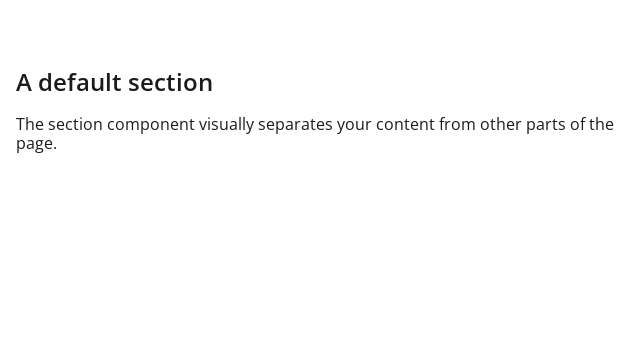 A default section
The section component visually separates your content from other parts of the
page.